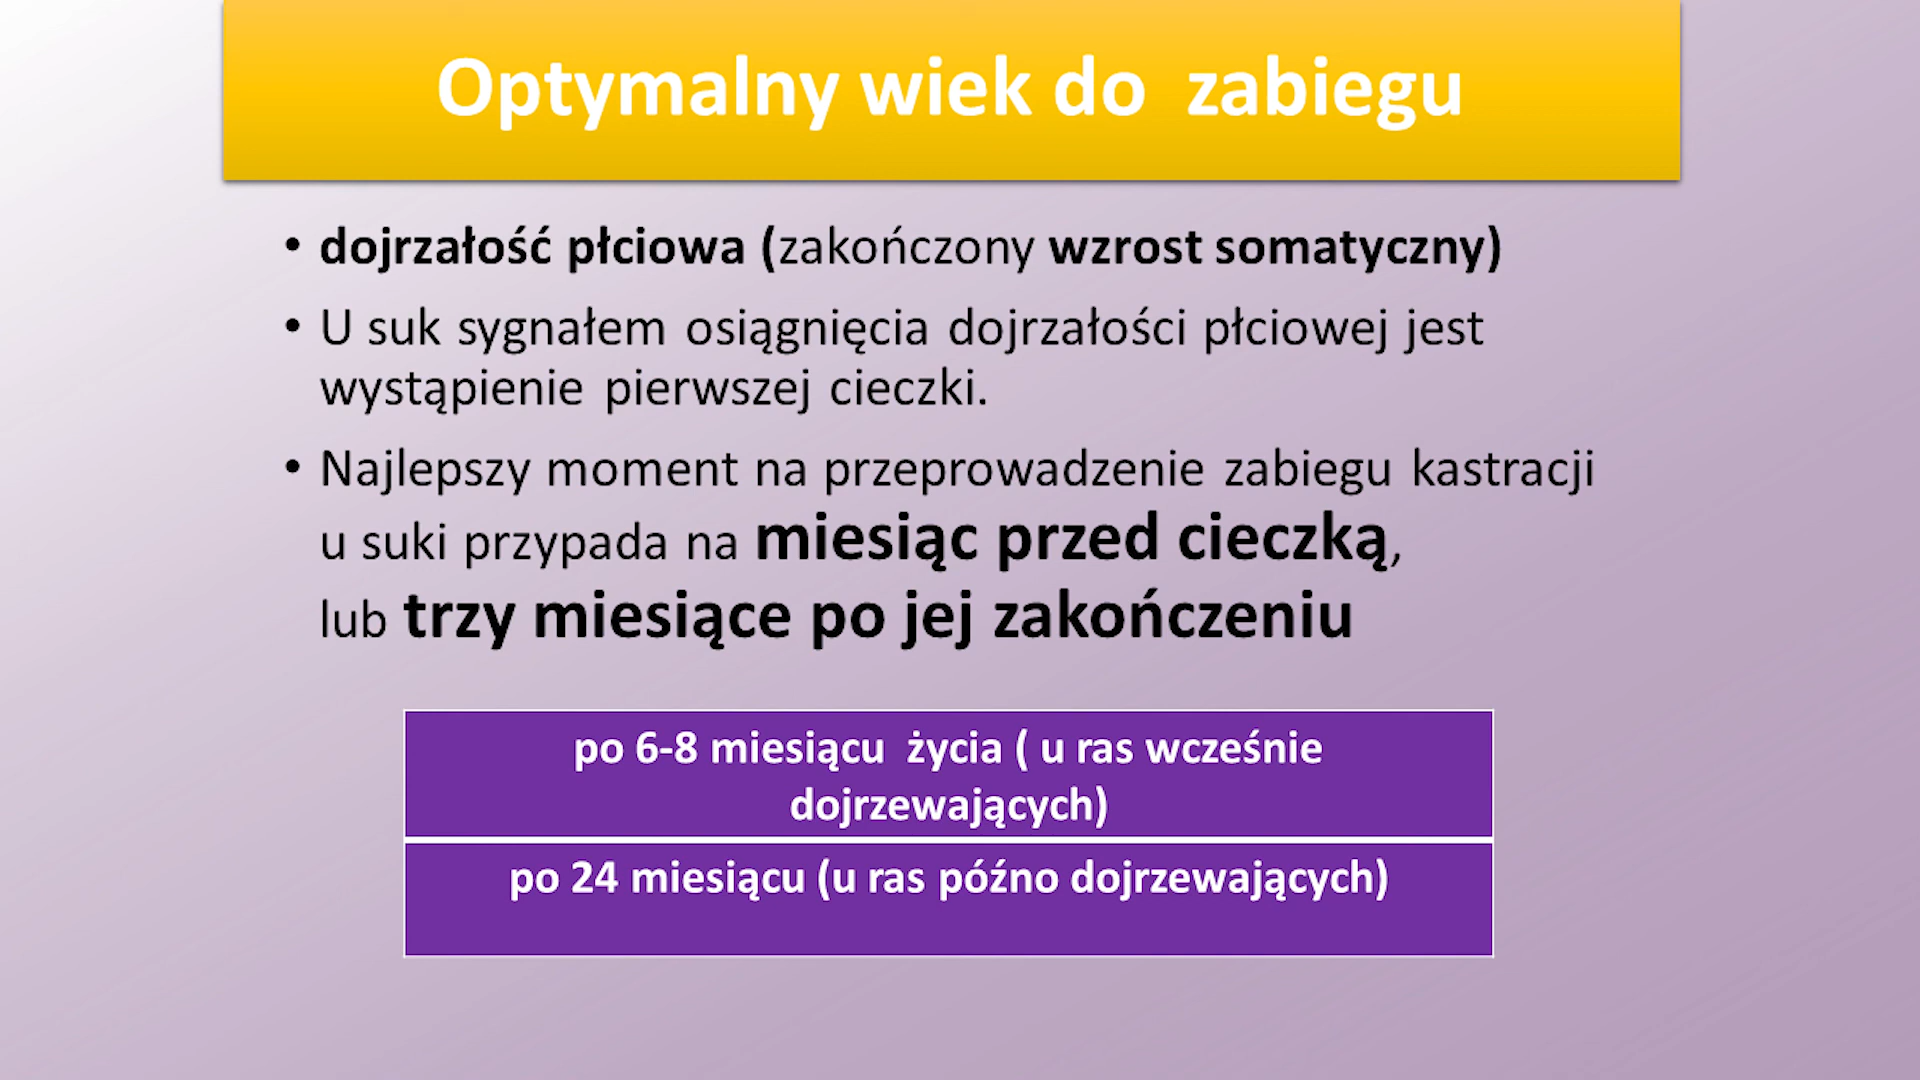 Optymalny wiek do  zabiegu
• dojrzałość płciowa (zakończony wzrost somatyczny)
• U suk sygnałem osiągnięcia dojrzałości płciowej jest
wystąpienie pierwszej cieczki.
• Najlepszy moment na przeprowadzenie zabiegu kastracji
u suki przypada na miesiąc przed cieczką,
lub trzy miesiące po jej zakończeniu
po 6-8 miesiącu  życia ( u ras wcześnie
dojrzewających)
po 24 miesiącu (u ras późno dojrzewających)